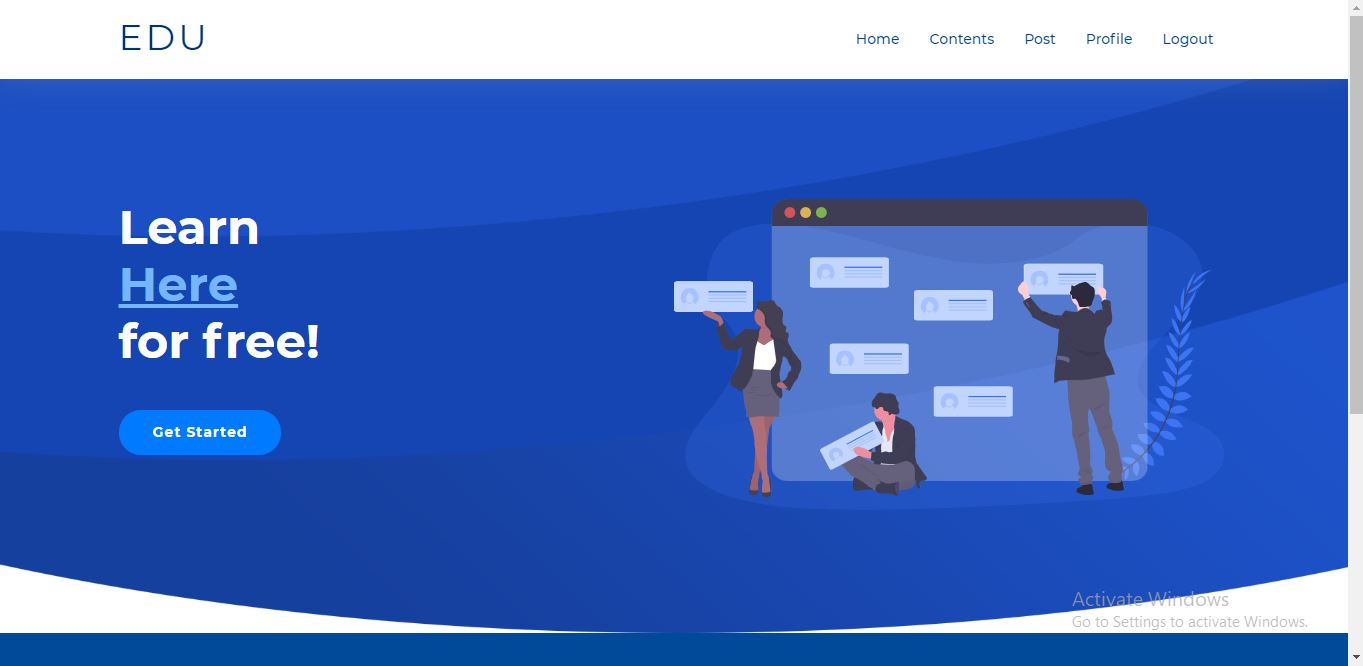 EDU
Home Contents Post Profile Logout
Learn
Here
for free!
Get Started
Activate Windows
Go to Settings to activate Windows.